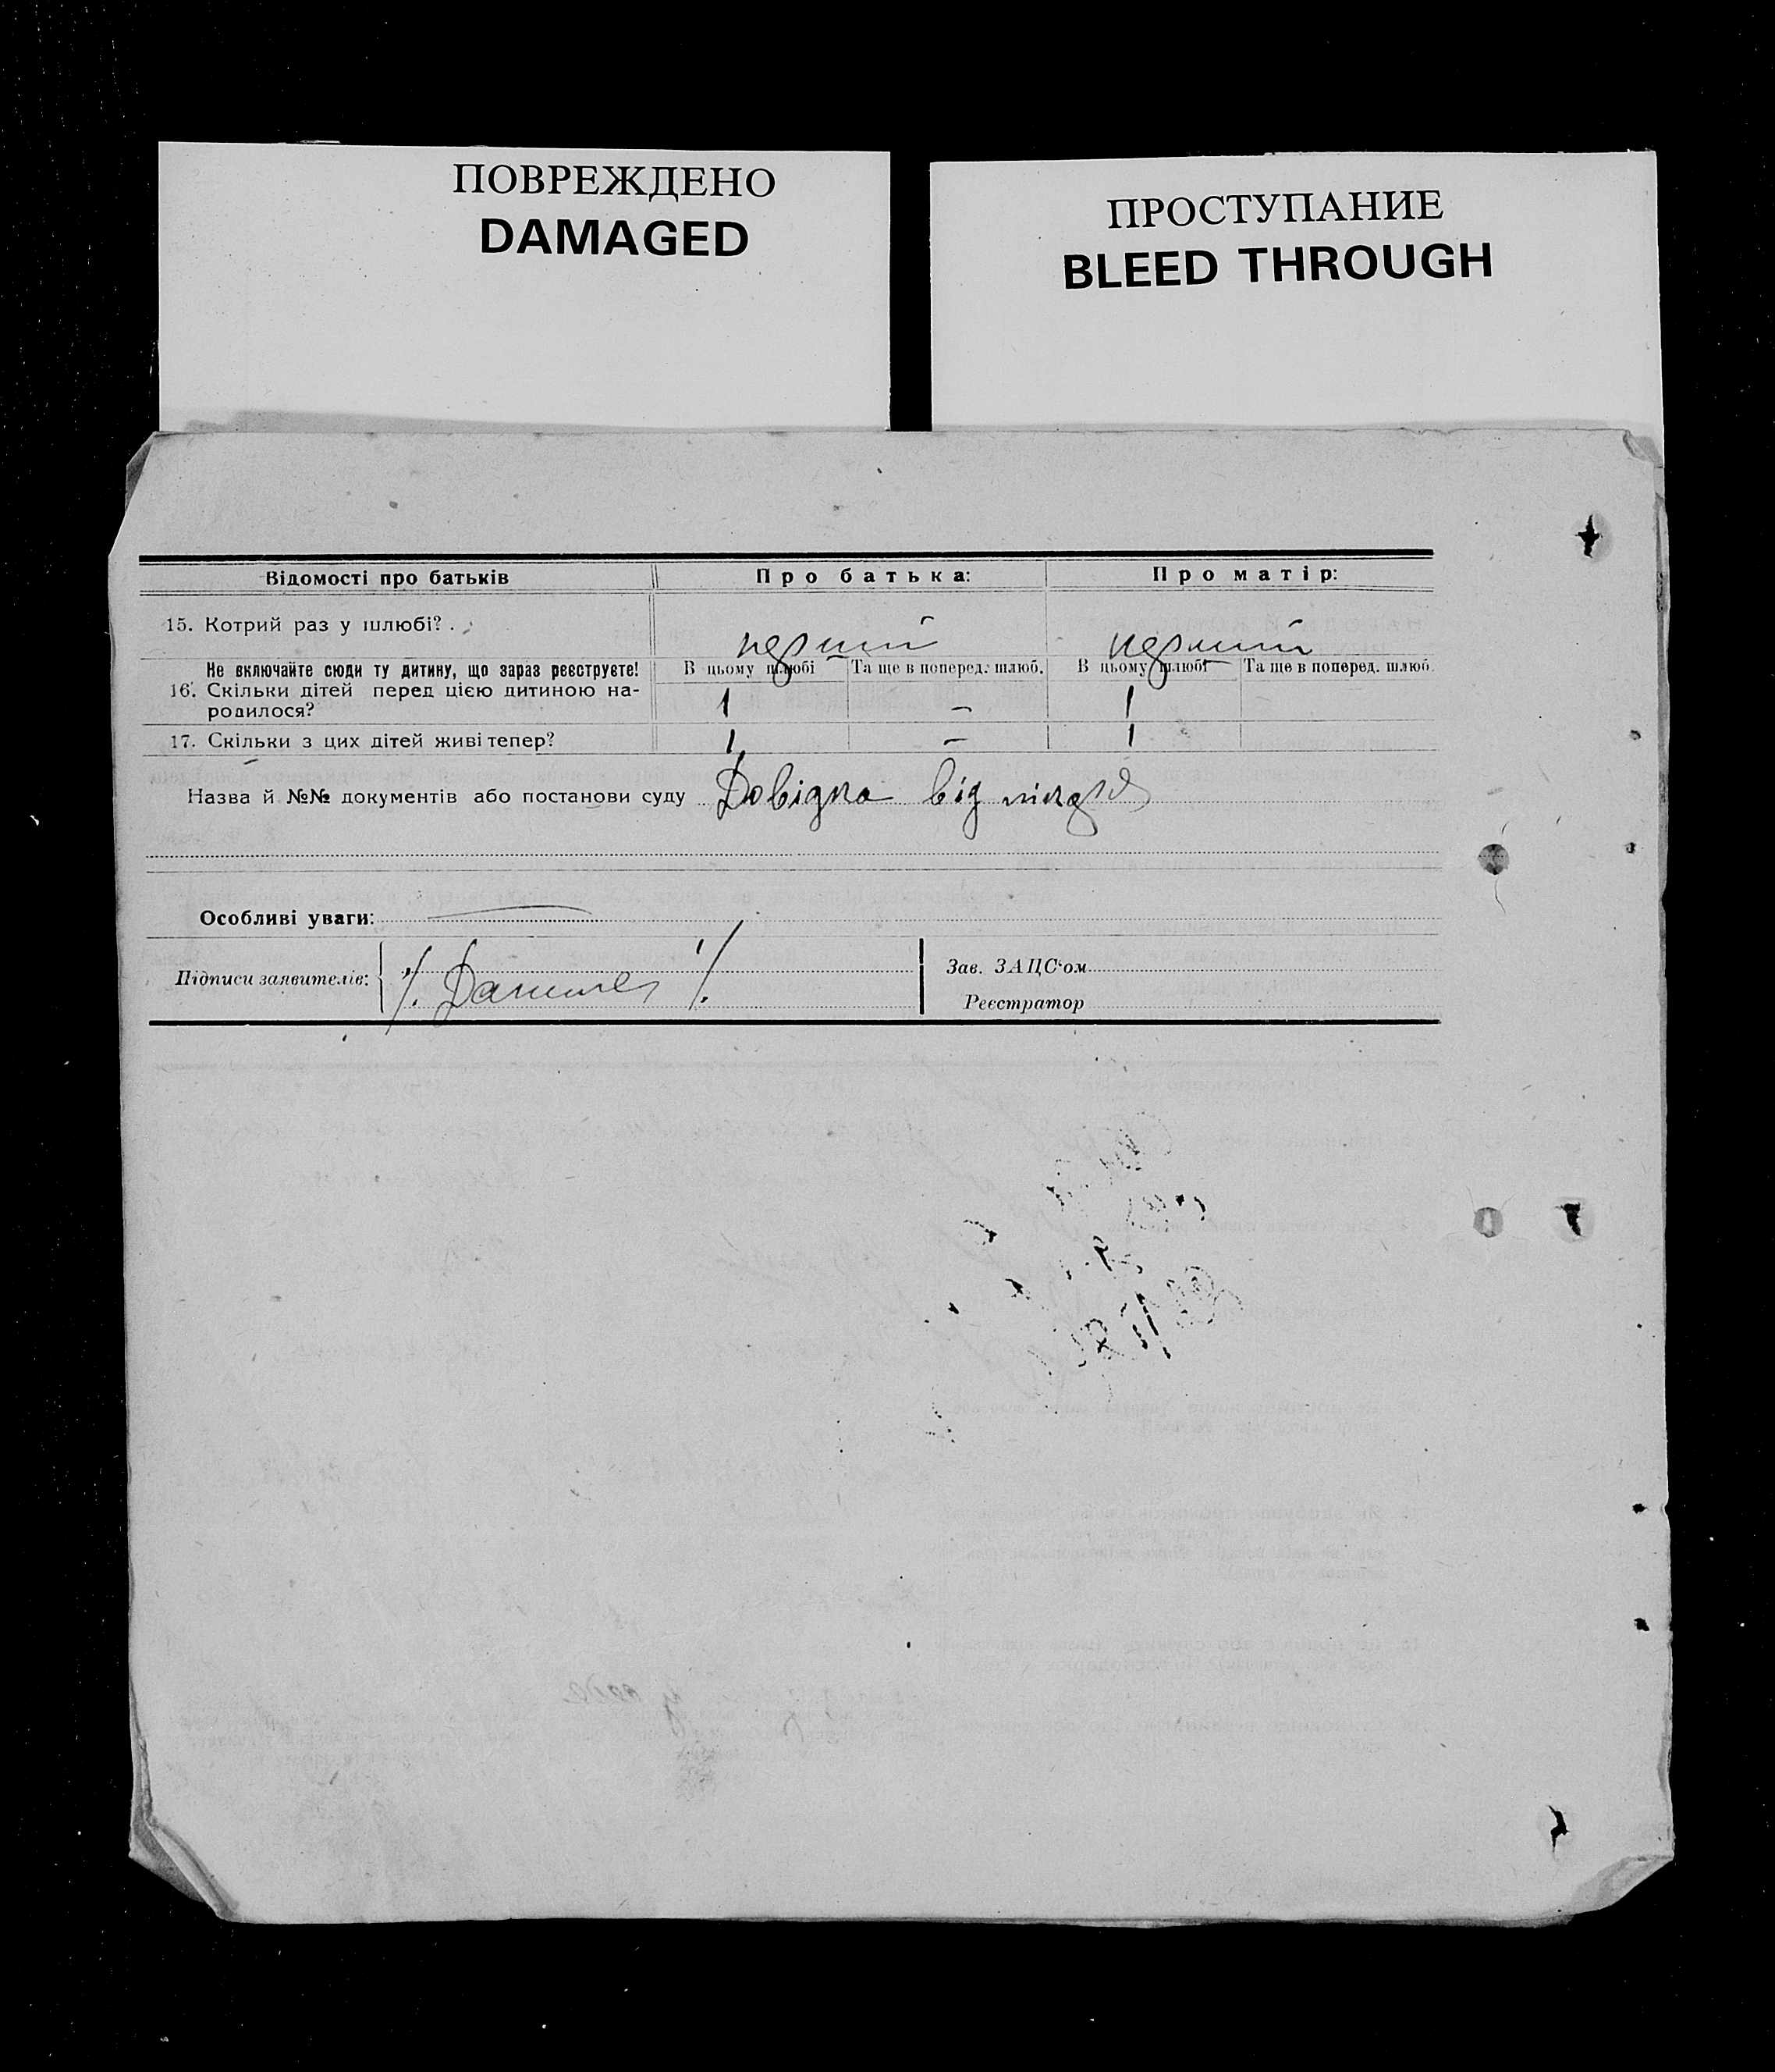 ПОВРЕЖДЕНО
DAMAGED
ПРОСТУПАНИЕ
BLEED THROUGH
Відомості про батьків Про батька: Про матір:
15. Котрий раз у шлюбі? . перший перший
Не включайте сюди ту дитину, що зараз реєструєте! В цьому шлюбі Та ще в поперед. шлюб. В цьому шлюбі Та ще в поперед. шлюб
16. Скільки дітей перед цією дитиною на-
родилося? 1 – 1
17. Скільки з цих дітей живі тепер? 1 – 1
Назва й №№ документів або постанови суду Довідка від
Особливі уваги: —
Підписи заявителів:
Зав. ЗАЦС'ом
Реєстратор